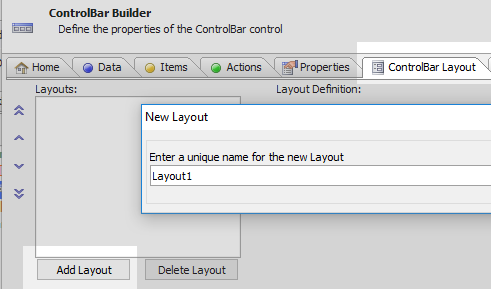 ControlBar Builder
Define the properties of the ControlBar control
Home Data Items Actions Properties ControlBar Layout
Layouts: Layout Definition:
New Layout
Enter a unique name for the new Layout
Layout1
Add Layout Delete Layout